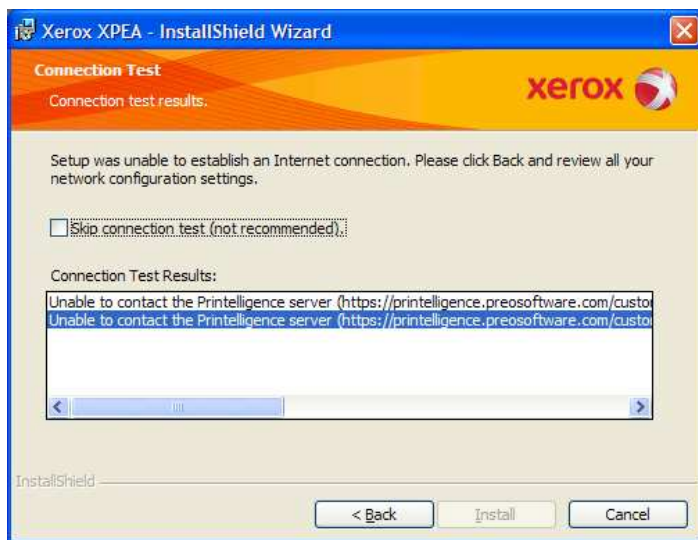 Xerox XPEA - InstallShield Wizard
Connection Test
Connection test results.
xerox
Setup was unable to establish an Internet connection. Please click Back and review all your
network configuration settings.
Skip connection test (not recommended).
Connection Test Results:
Unable to contact the Printelligence server (https://printelligence.preosoftware.com/custo
Unable to contact the Printelligence server (https://printelligence.preosoftware.com/custo
InstallShield
< Back
Install
Cancel